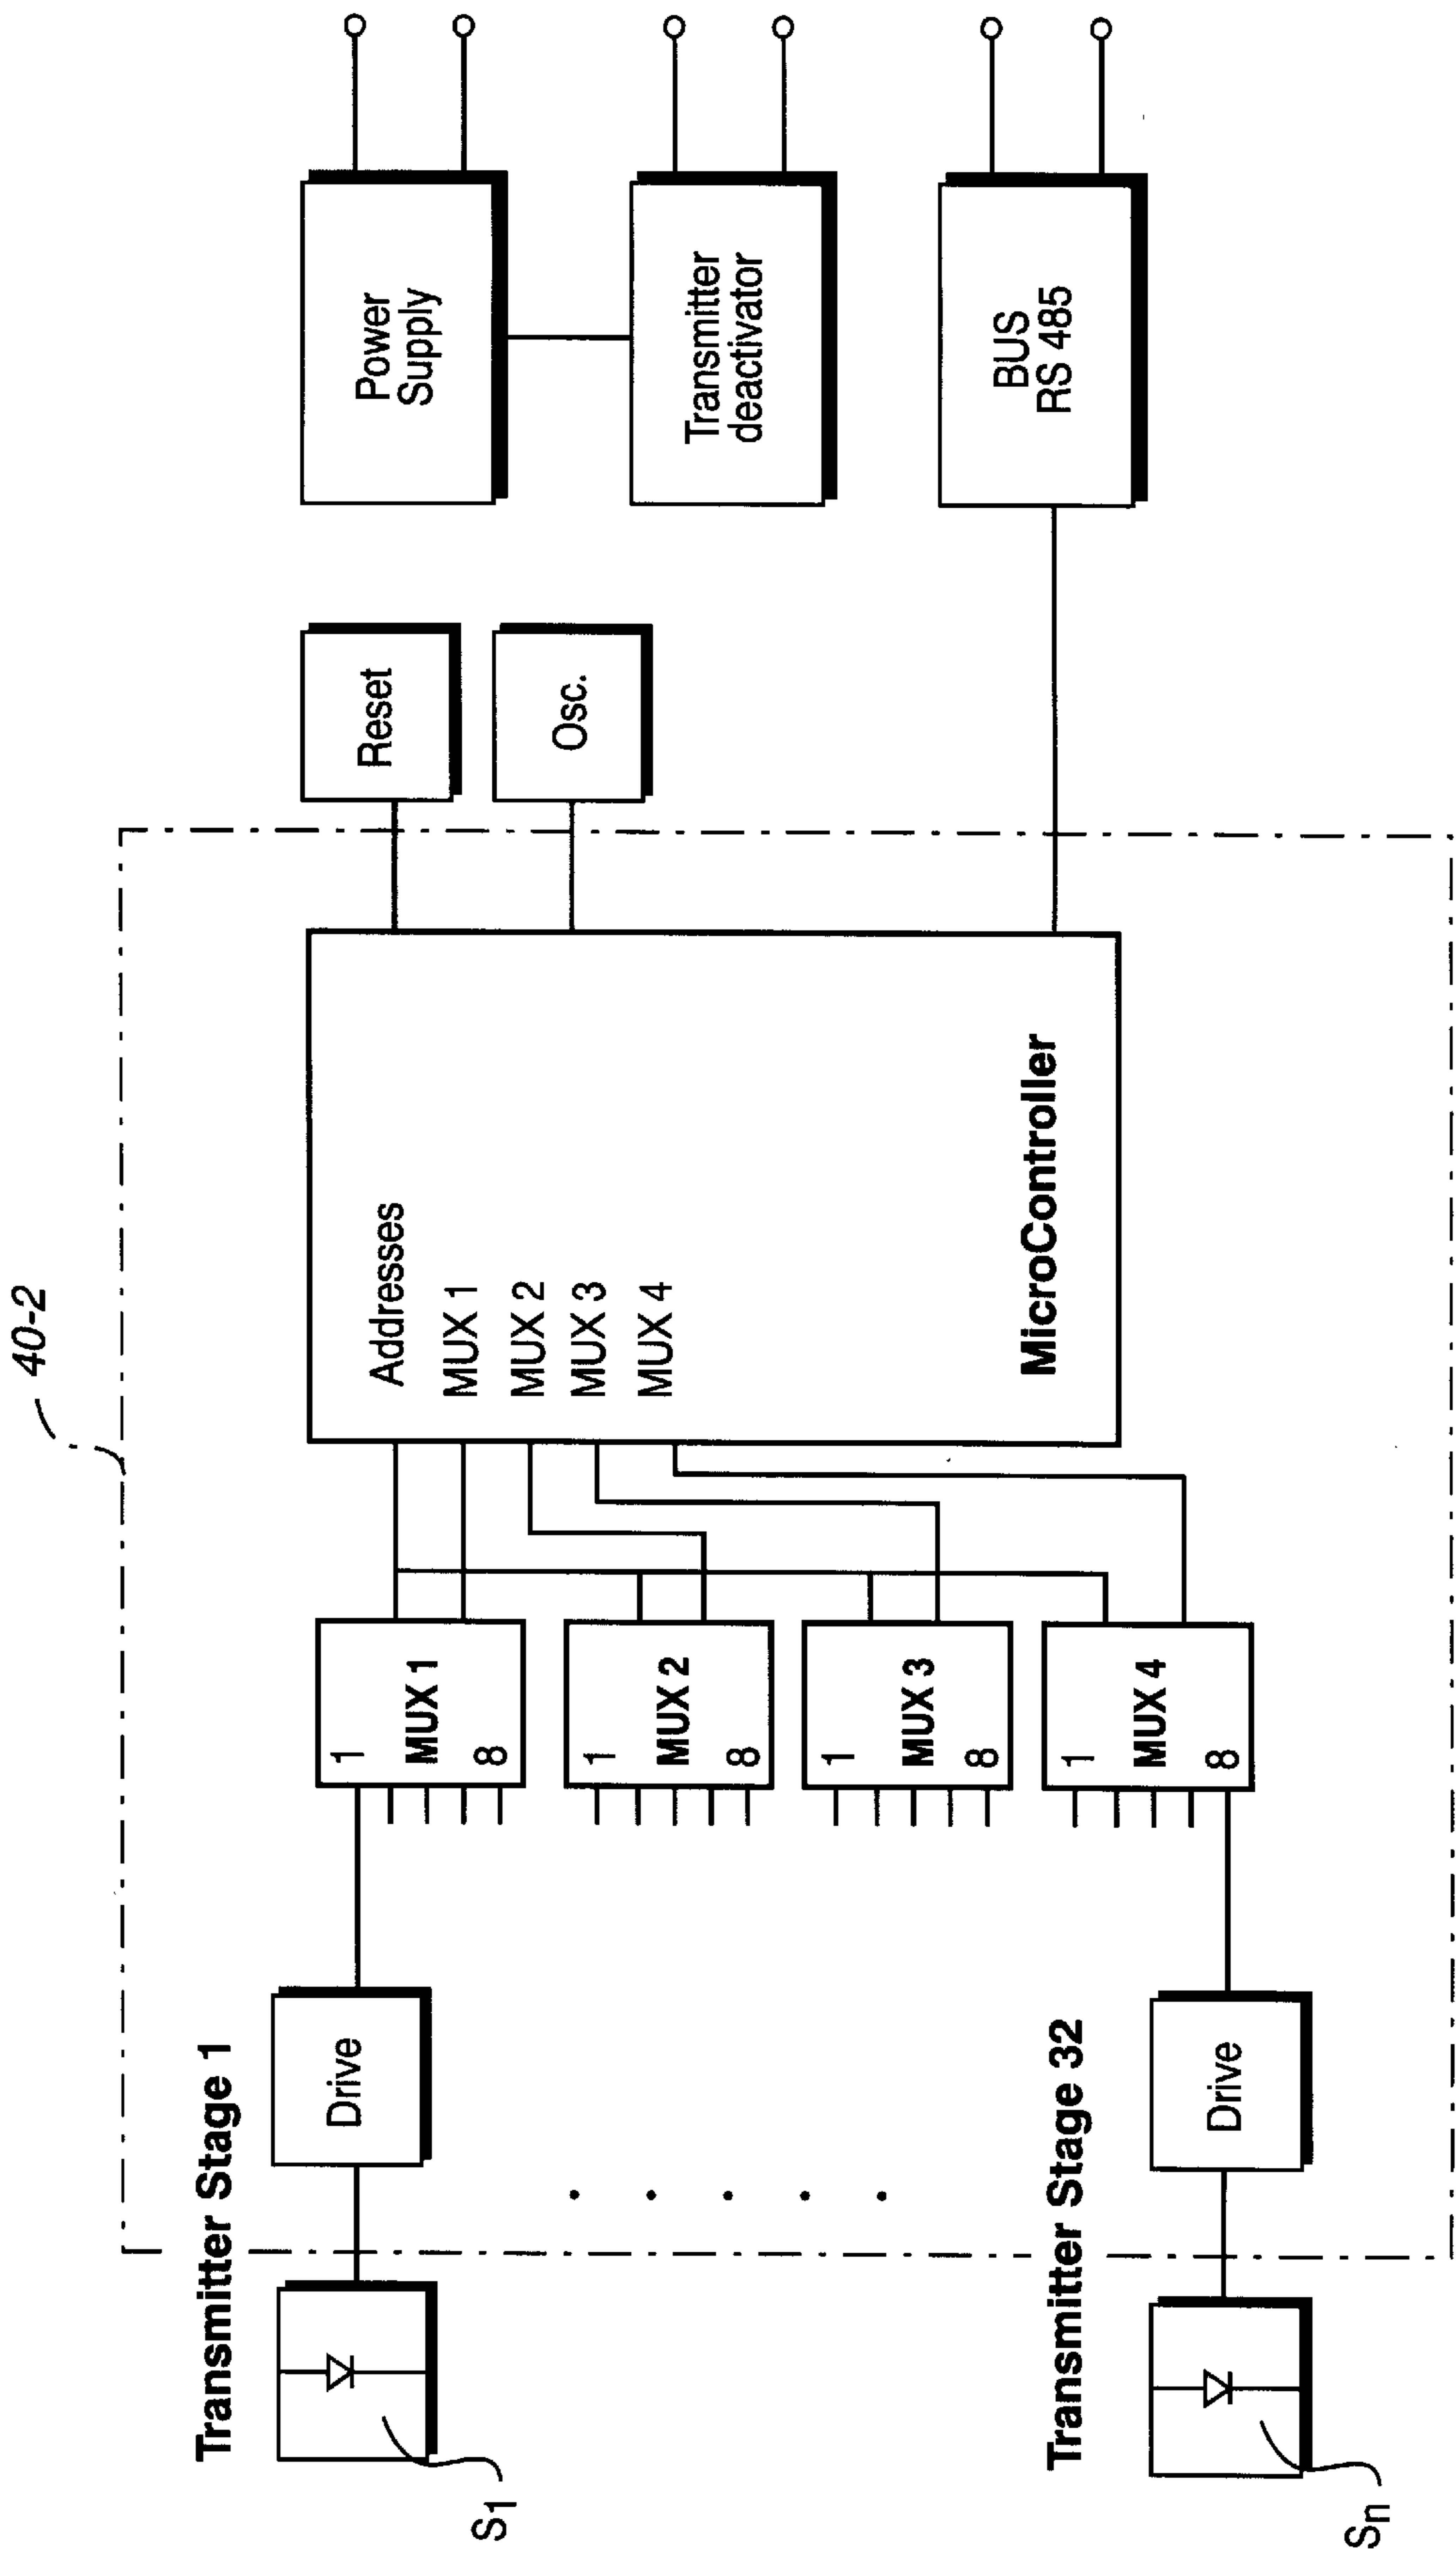 40-2
Transmitter Stage 1
S1
Drive
1
MUX 1
8
1
MUX 2
8
1
MUX 3
8
1
MUX 4
8
Transmitter Stage 32
Sn
Drive
Addresses
MUX 1
MUX 2
MUX 3
MUX 4
MicroController
Reset
Osc.
Power
Supply
Transmitter
deactivator
BUS
RS 485